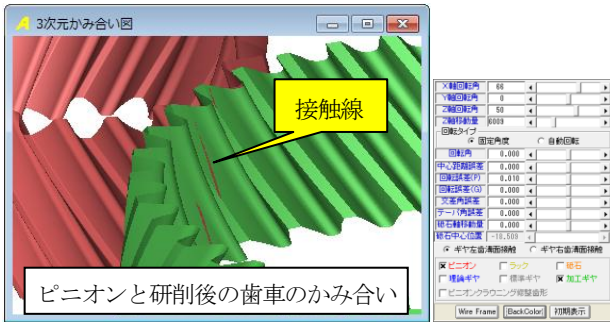 3次元かみ合い図
接触線
ピニオンと研削後の歯車のかみ合い
X軸回転角 66
Y軸回転角 0
Z軸回転角 50
Z軸移動量 6009
回転タイプ
固定角度 自動回転
回転角 0.000
中心距離誤差 0.000
回転誤差(P) 0.010
回転誤差(G) 0.000
交差角誤差 0.000
テーパ角誤差 0.000
砥石軸移動量 0.000
砥石中心位置 -18.509
ギヤ左歯溝面接触 ギヤ右歯溝面接触
ピニオン ラック 砥石
理論ギヤ 標準ギヤ 加工ギヤ
ピニオンクラウニング調整歯形
Wire Frame [BackColor] 初期表示